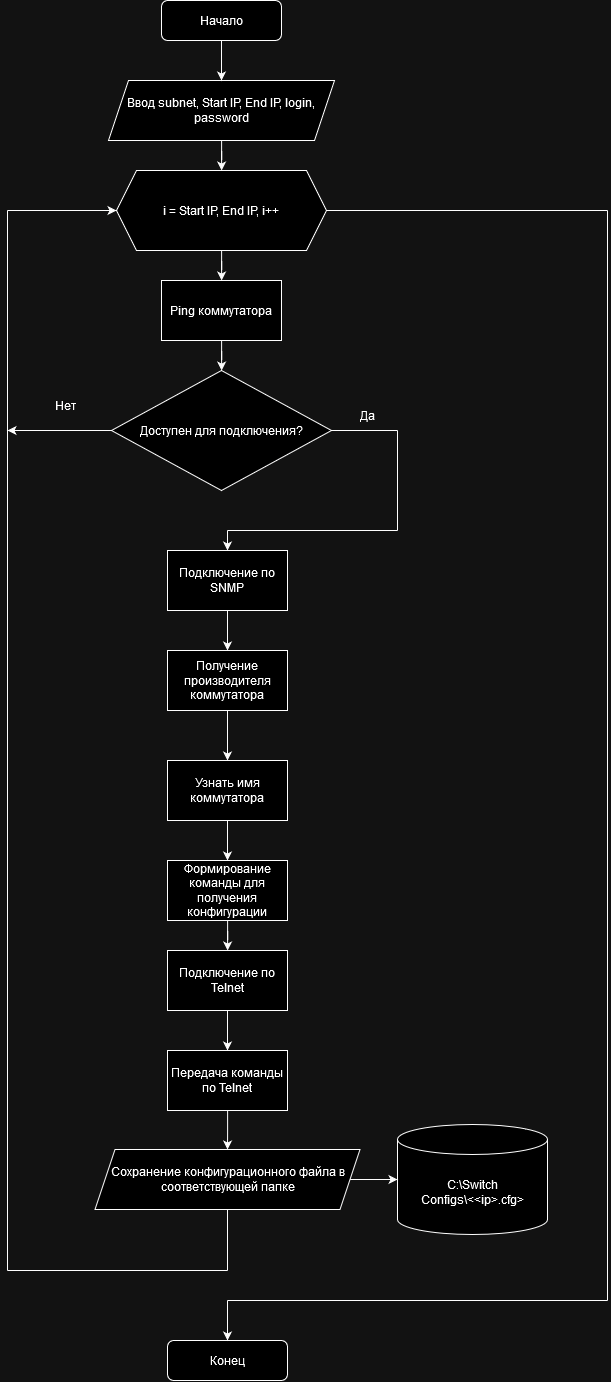 Начало
Ввод subnet, Start IP, End IP, login,
password
i = Start IP, End IP, i++
Ping коммутатора
Нет
Да
Доступен для подключения?
Подключение по
SNMP
Получение
производителя
коммутатора
Узнать имя
коммутатора
Формирование
команды для
получения
конфигурации
Подключение по
Telnet
Передача команды
по Telnet
Сохранение конфигурационного файла в
соответствующей папке
C:\Switch
Configs\<<ip>.cfg>
Конец